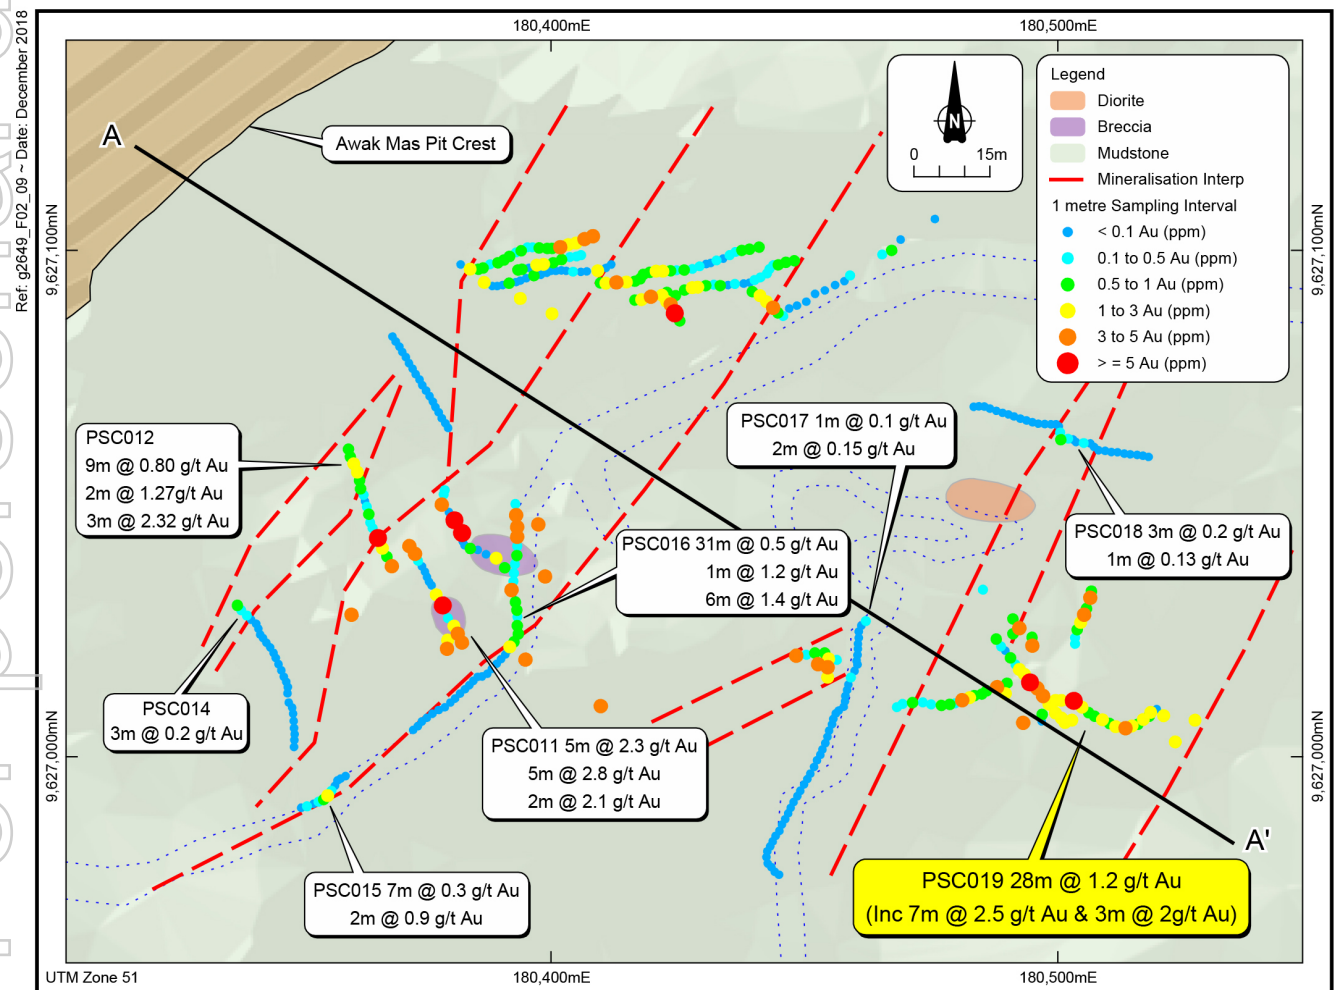 180,400mE
180,500mE
Ref: g2649_F02_09 ~ Date: December 2018
A
Awak Mas Pit Crest
N
0 15m
Legend
Diorite
Breccia
Mudstone
Mineralisation Interp
1 metre Sampling Interval
< 0.1 Au (ppm)
0.1 to 0.5 Au (ppm)
0.5 to 1 Au (ppm)
1 to 3 Au (ppm)
3 to 5 Au (ppm)
> = 5 Au (ppm)
9,627,100mN
9,627,100mN
PSC012
9m @ 0.80 g/t Au
2m @ 1.27g/t Au
3m @ 2.32 g/t Au
PSC017 1m @ 0.1 g/t Au
2m @ 0.15 g/t Au
PSC018 3m @ 0.2 g/t Au
1m @ 0.13 g/t Au
PSC016 31m @ 0.5 g/t Au
1m @ 1.2 g/t Au
6m @ 1.4 g/t Au
PSC014
3m @ 0.2 g/t Au
PSC011 5m @ 2.3 g/t Au
5m @ 2.8 g/t Au
2m @ 2.1 g/t Au
9,627,000mN
9,627,000mN
A'
PSC015 7m @ 0.3 g/t Au
2m @ 0.9 g/t Au
PSC019 28m @ 1.2 g/t Au
(Inc 7m @ 2.5 g/t Au & 3m @ 2g/t Au)
UTM Zone 51
180,400mE
180,500mE